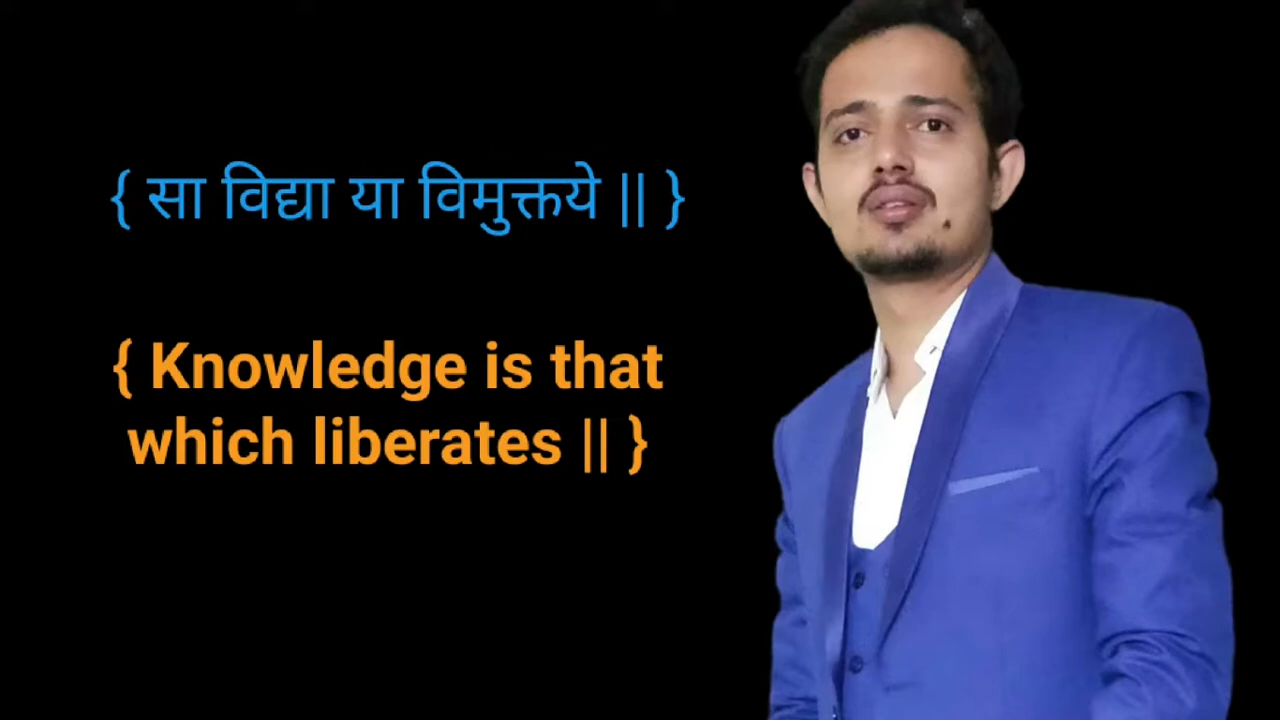 { सा विद्या या विमुक्तये || }
{ Knowledge is that
which liberates || }